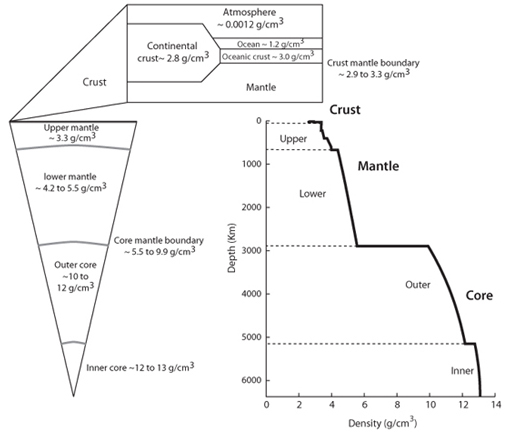 Atmosphere
~ 0.0012 g/cm³
Continental
crust~ 2.8 g/cm³
Ocean ~ 1.2 g/cm³
Oceanic crust ~ 3.0 g/cm³
Crust mantle boundary
~ 2.9 to 3.3 g/cm³
Crust
Mantle
Upper mantle
~ 3.3 g/cm³
lower mantle
~ 4.2 to 5.5 g/cm³
Core mantle boundary
~ 5.5 to 9.9 g/cm³
Outer core
~10 to
12 g/cm³
Inner core ~12 to 13 g/cm³
Crust
Upper
Mantle
Lower
Outer
Core
Inner
0
1000
2000
3000
4000
5000
6000
Depth (Km)
0 2 4 6 8 10 12 14
Density (g/cm³)